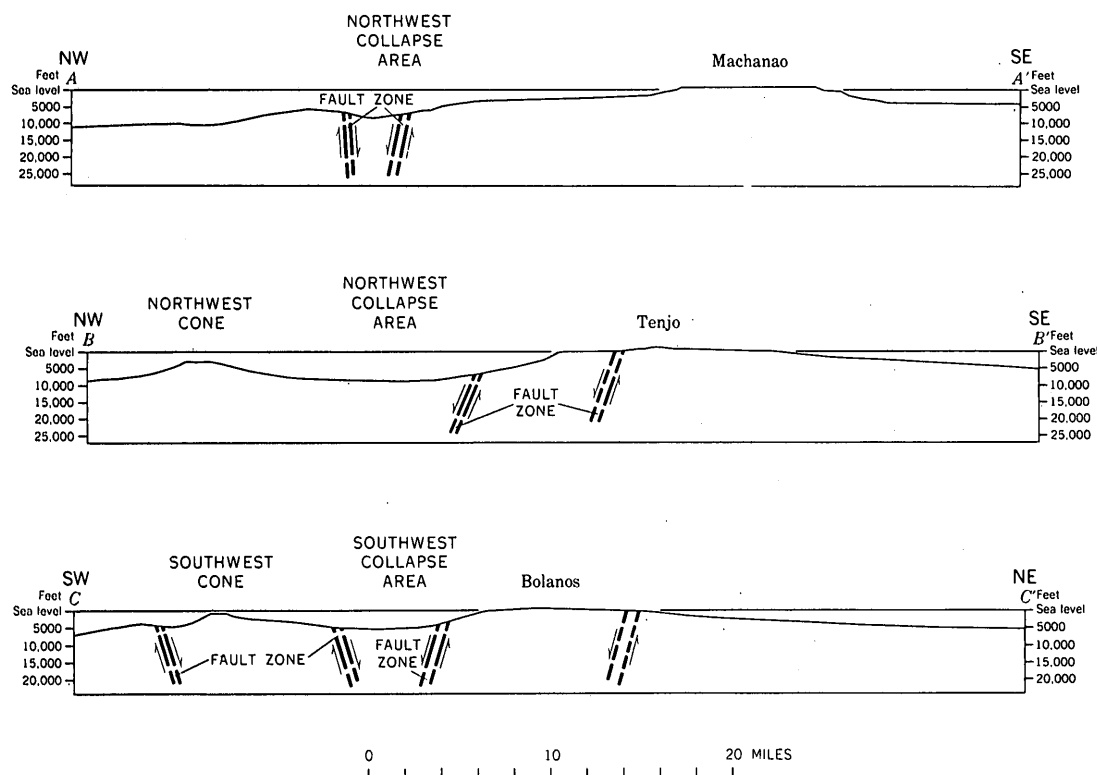 NORTHWEST
COLLAPSE
AREA
NW
SE
Machanao
Feet A
A' Feet
Sea level
Sea level
FAULT ZONE
5000
5000
10,000
10,000
15,000
15,000
20,000
20,000
25,000
25,000
NORTHWEST
CONE
NORTHWEST
COLLAPSE
AREA
NW
SE
Tenjo
Feet B
B' Feet
Sea level
Sea level
5000
5000
10,000
10,000
FAULT
ZONE
15,000
15,000
20,000
20,000
25,000
25,000
SOUTHWEST
CONE
SOUTHWEST
COLLAPSE
AREA
SW
NE
Bolanos
Feet C
C' Feet
Sea level
Sea level
5000
5000
10,000
10,000
FAULT ZONE
FAULT
ZONE
15,000
15,000
20,000
20,000
0 10 20 MILES